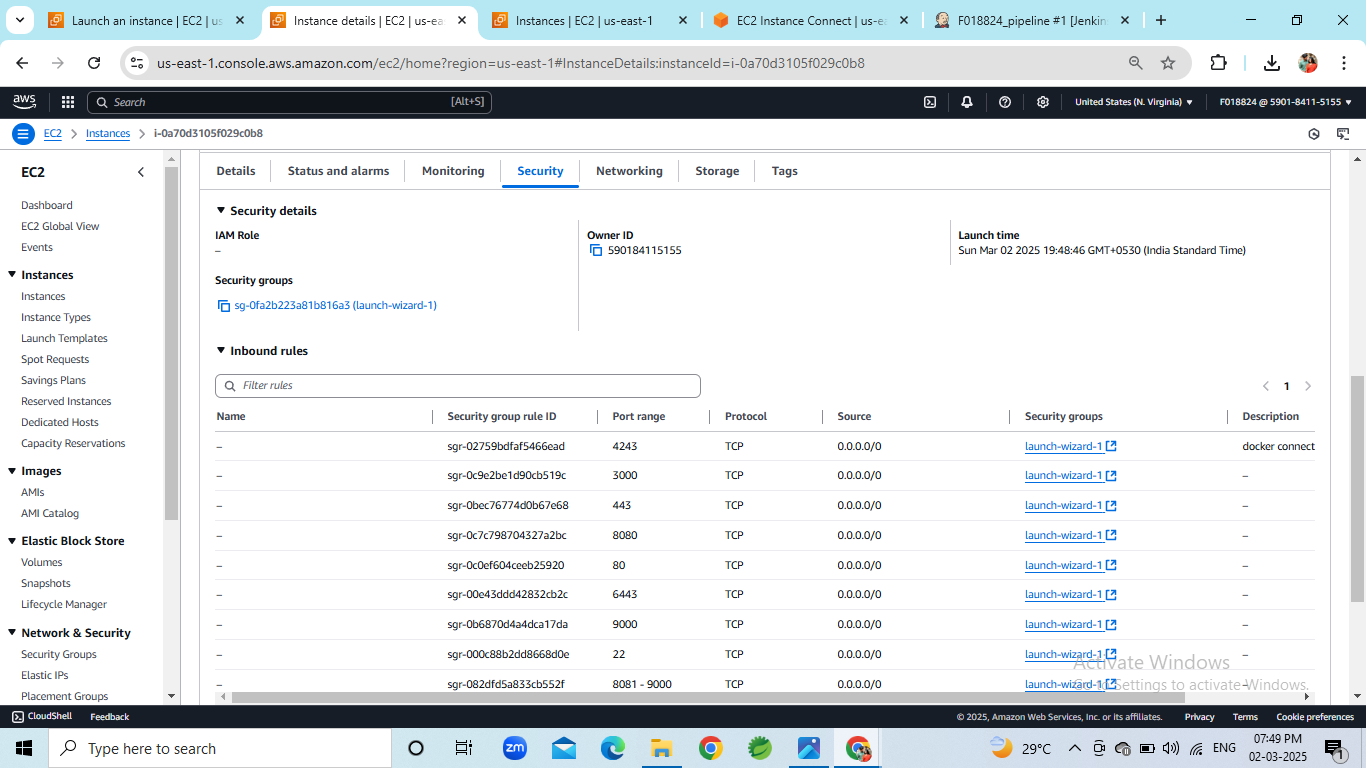 Launch an instance | EC2 | us
Instance details | EC2 | us-ea
Instances | EC2 | us-east-1
EC2 Instance Connect | us-e
F018824_pipeline #1 [Jenkin
us-east-1.console.aws.amazon.com/ec2/home?region=us-east-1#InstanceDetails:instanceId=i-0a70d3105f029c0b8
aws
Search
[Alt+S]
United States (N. Virginia)
F018824 @ 5901-8411-5155
EC2 > Instances > i-0a70d3105f029c0b8
EC2
Dashboard
EC2 Global View
Events
Instances
Instances
Instance Types
Launch Templates
Spot Requests
Savings Plans
Reserved Instances
Dedicated Hosts
Capacity Reservations
Images
AMIs
AMI Catalog
Elastic Block Store
Volumes
Snapshots
Lifecycle Manager
Network & Security
Security Groups
Elastic IPs
Placement Groups
Details
Status and alarms
Monitoring
Security
Networking
Storage
Tags
Security details
IAM Role
–
Owner ID
590184115155
Launch time
Sun Mar 02 2025 19:48:46 GMT+0530 (India Standard Time)
Security groups
sg-0fa2b223a81b816a3 (launch-wizard-1)
Inbound rules
Filter rules
1
Name Security group rule ID Port range Protocol Source Security groups Description
– sgr-02759bdfaf5466ead 4243 TCP 0.0.0.0/0 launch-wizard-1 docker connect
– sgr-0c9e2be1d90cb519c 3000 TCP 0.0.0.0/0 launch-wizard-1 –
– sgr-0bec76774d0b67e68 443 TCP 0.0.0.0/0 launch-wizard-1 –
– sgr-0c7c798704327a2bc 8080 TCP 0.0.0.0/0 launch-wizard-1 –
– sgr-0c0ef604ceeb25920 80 TCP 0.0.0.0/0 launch-wizard-1 –
– sgr-00e43ddd42832cb2c 6443 TCP 0.0.0.0/0 launch-wizard-1 –
– sgr-0b6870d4a4dca17da 9000 TCP 0.0.0.0/0 launch-wizard-1 –
– sgr-000c88b2dd8668d0e 22 TCP 0.0.0.0/0 launch-wizard-1 –
– sgr-082dfd5a833cb552f 8081 - 9000 TCP 0.0.0.0/0 launch-wizard-1 –
Activate Windows
Go to Settings to activate Windows.
CloudShell
Feedback
© 2025, Amazon Web Services, Inc. or its affiliates.
Privacy
Terms
Cookie preferences
Type here to search
zm
29°C
ENG
07:49 PM
02-03-2025
1